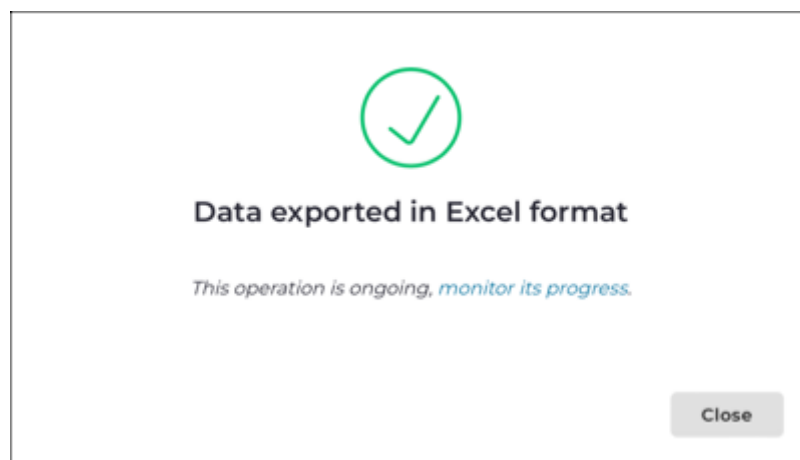 Data exported in Excel format
This operation is ongoing, monitor its progress.
Close